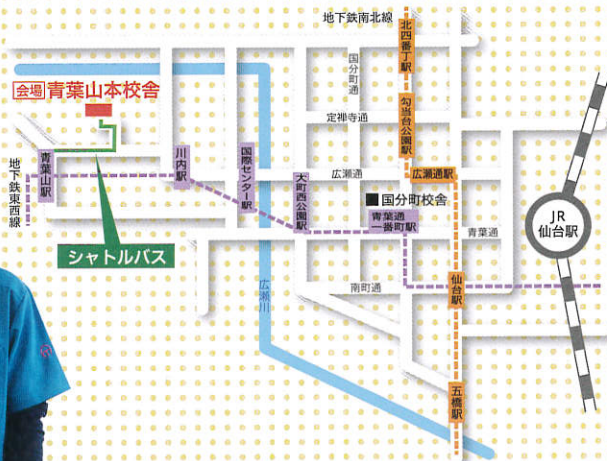 地下鉄南北線
北四番丁駅
国分町通
会場 青葉山本校舎
定禅寺通
勾当台公園駅
地下鉄東西線
青葉山駅
川内駅
国際センター駅
大町西公園駅
広瀬通
広瀬通駅
国分町校舎
青葉通
一番町駅
青葉通
JR
仙台駅
シャトルバス
広瀬川
南町通
仙台駅
五橋駅